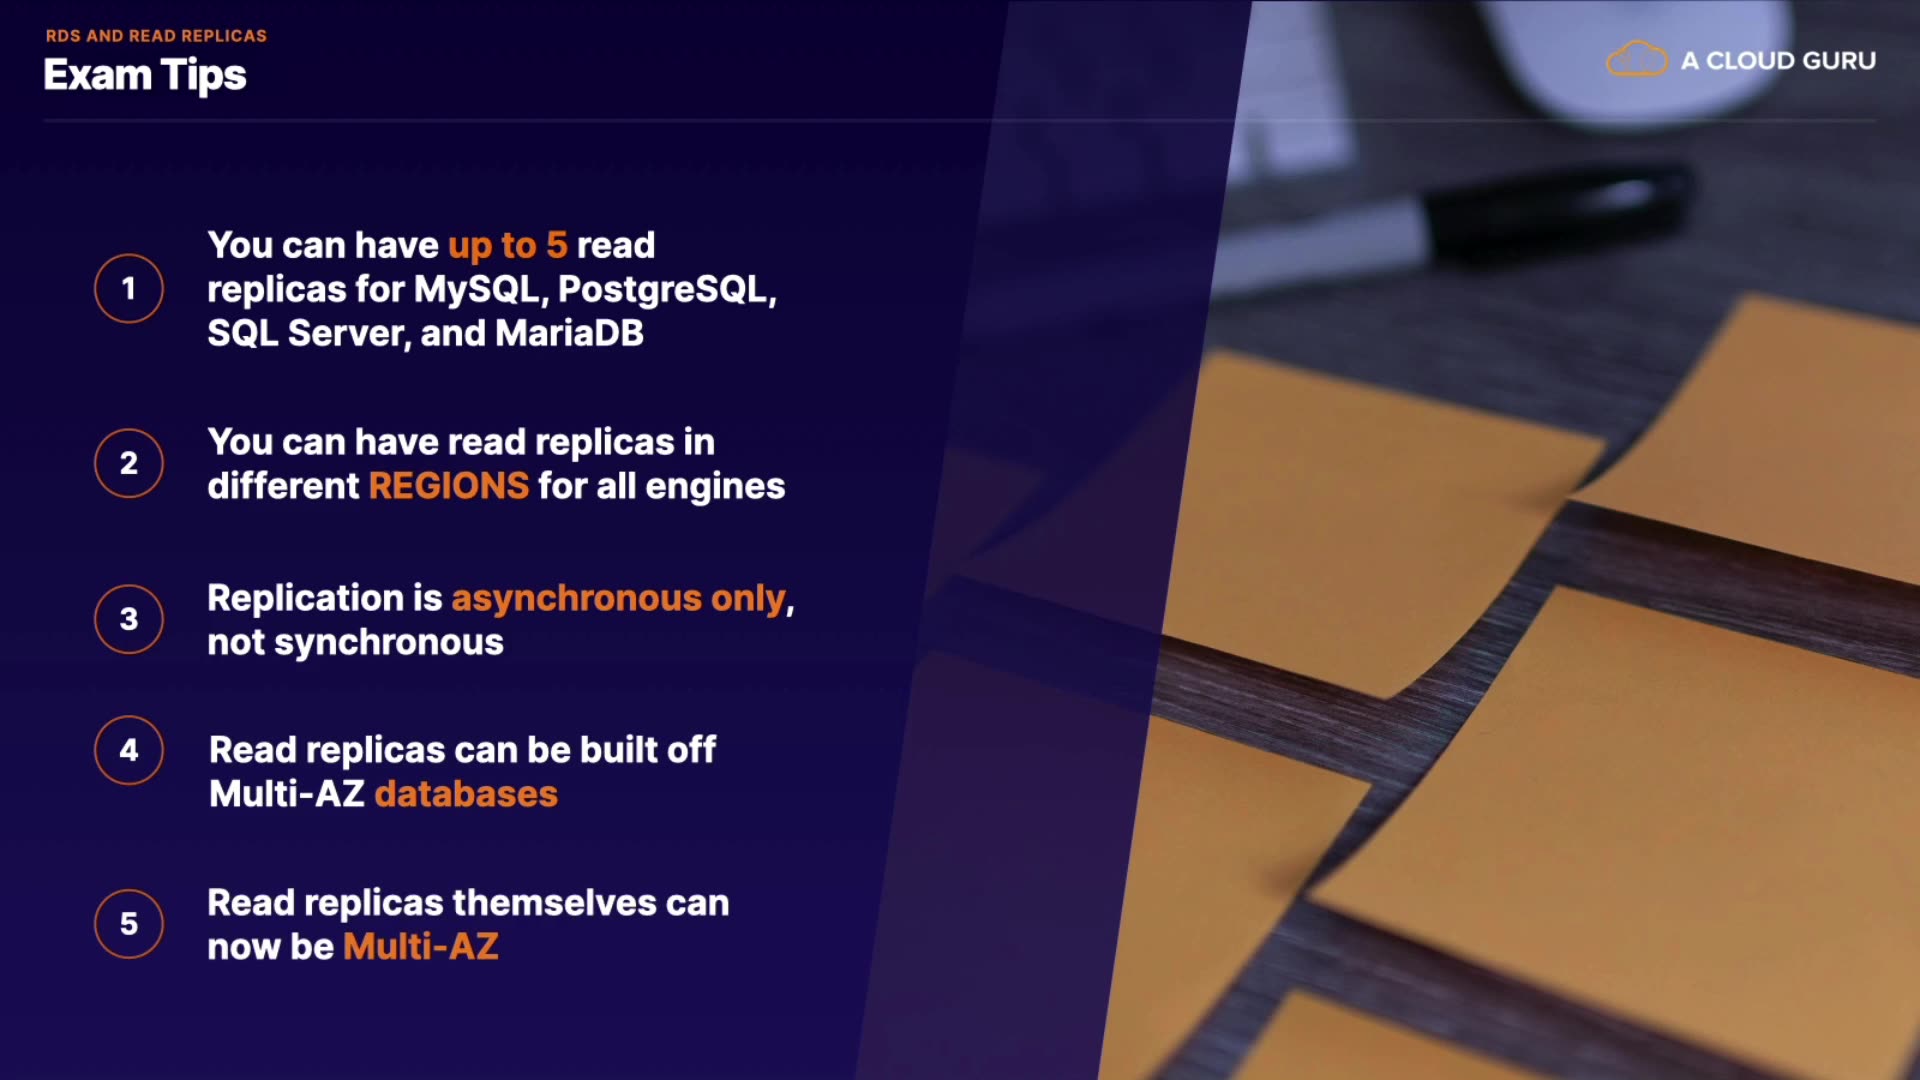 RDS AND READ REPLICAS
Exam Tips
A CLOUD GURU
1
You can have up to 5 read
replicas for MySQL, PostgreSQL,
SQL Server, and MariaDB
2
You can have read replicas in
different REGIONS for all engines
3
Replication is asynchronous only,
not synchronous
4
Read replicas can be built off
Multi-AZ databases
5
Read replicas themselves can
now be Multi-AZ